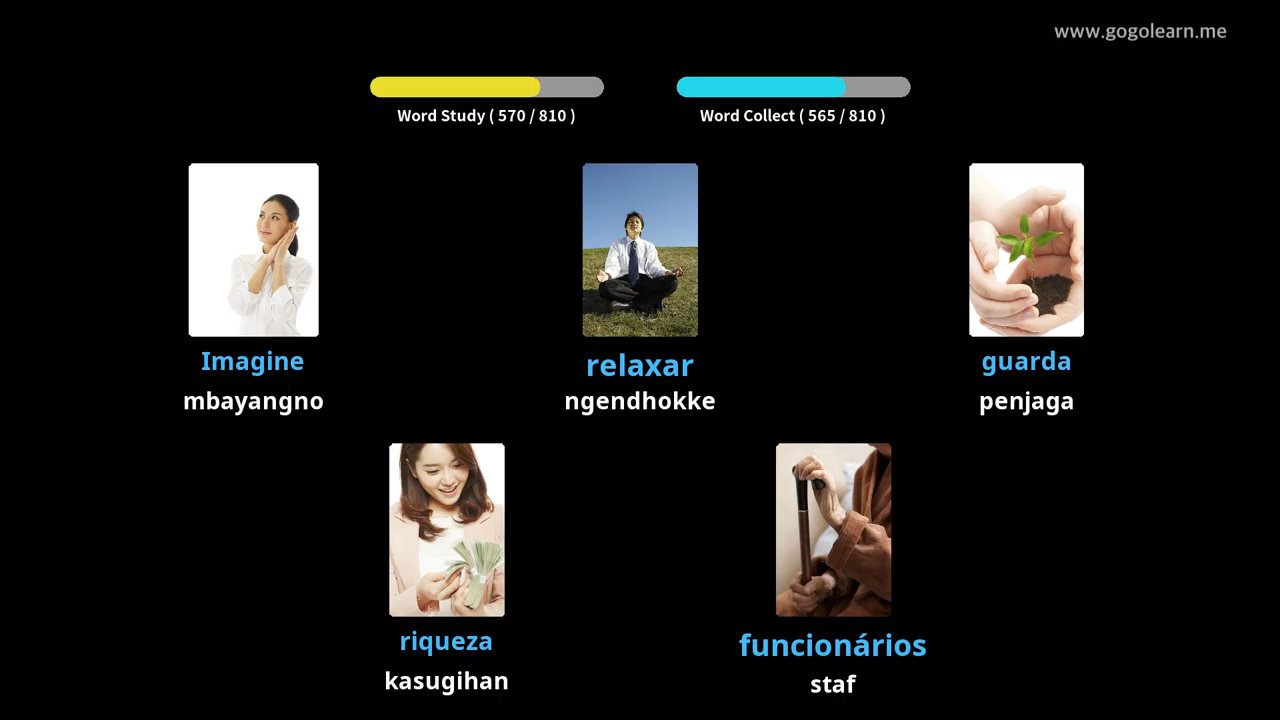 www.gogolearn.me
Word Study ( 570 / 810 )
Word Collect ( 565 / 810 )
Imagine
mbayangno
relaxar
ngendhokke
guarda
penjaga
riqueza
kasugihan
funcionários
staf